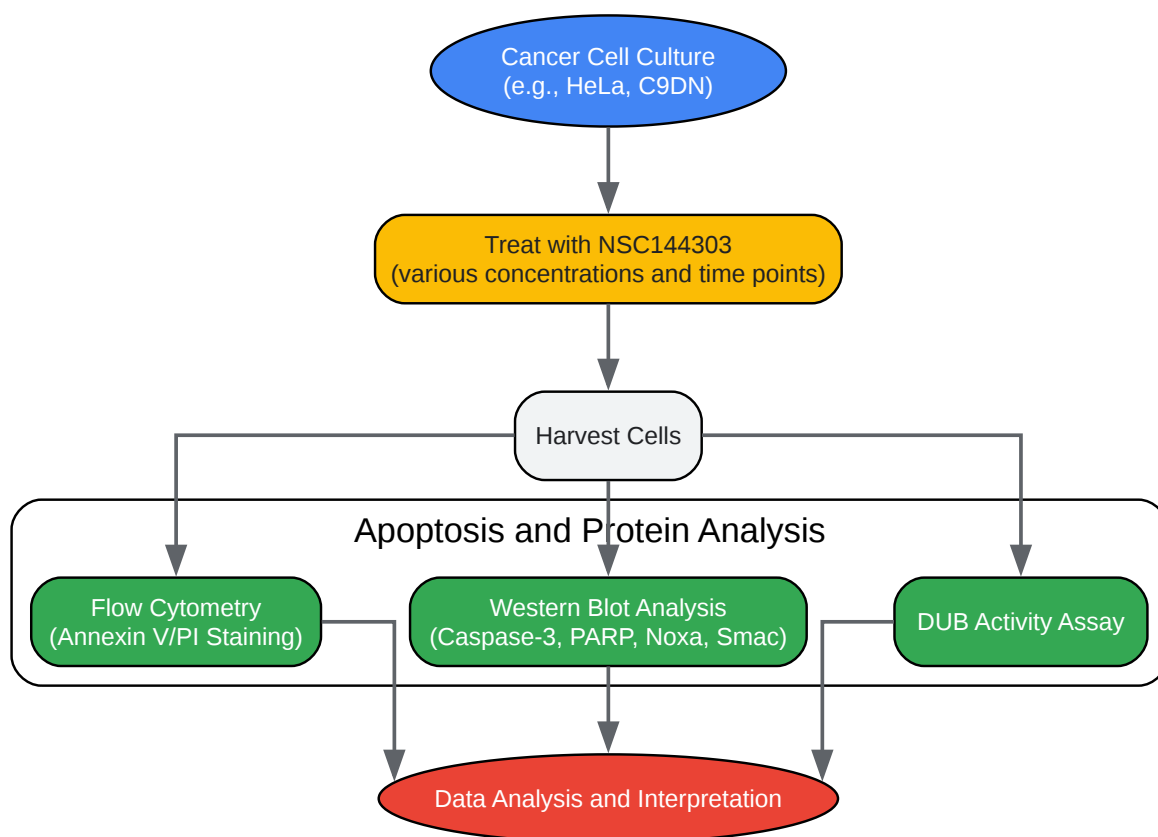 Cancer Cell Culture
(e.g., HeLa, C9DN)
Treat with NSC144303
(various concentrations and time points)
Harvest Cells
Apoptosis and Protein Analysis
Flow Cytometry
(Annexin V/PI Staining)
Western Blot Analysis
(Caspase-3, PARP, Noxa, Smac)
DUB Activity Assay
Data Analysis and Interpretation